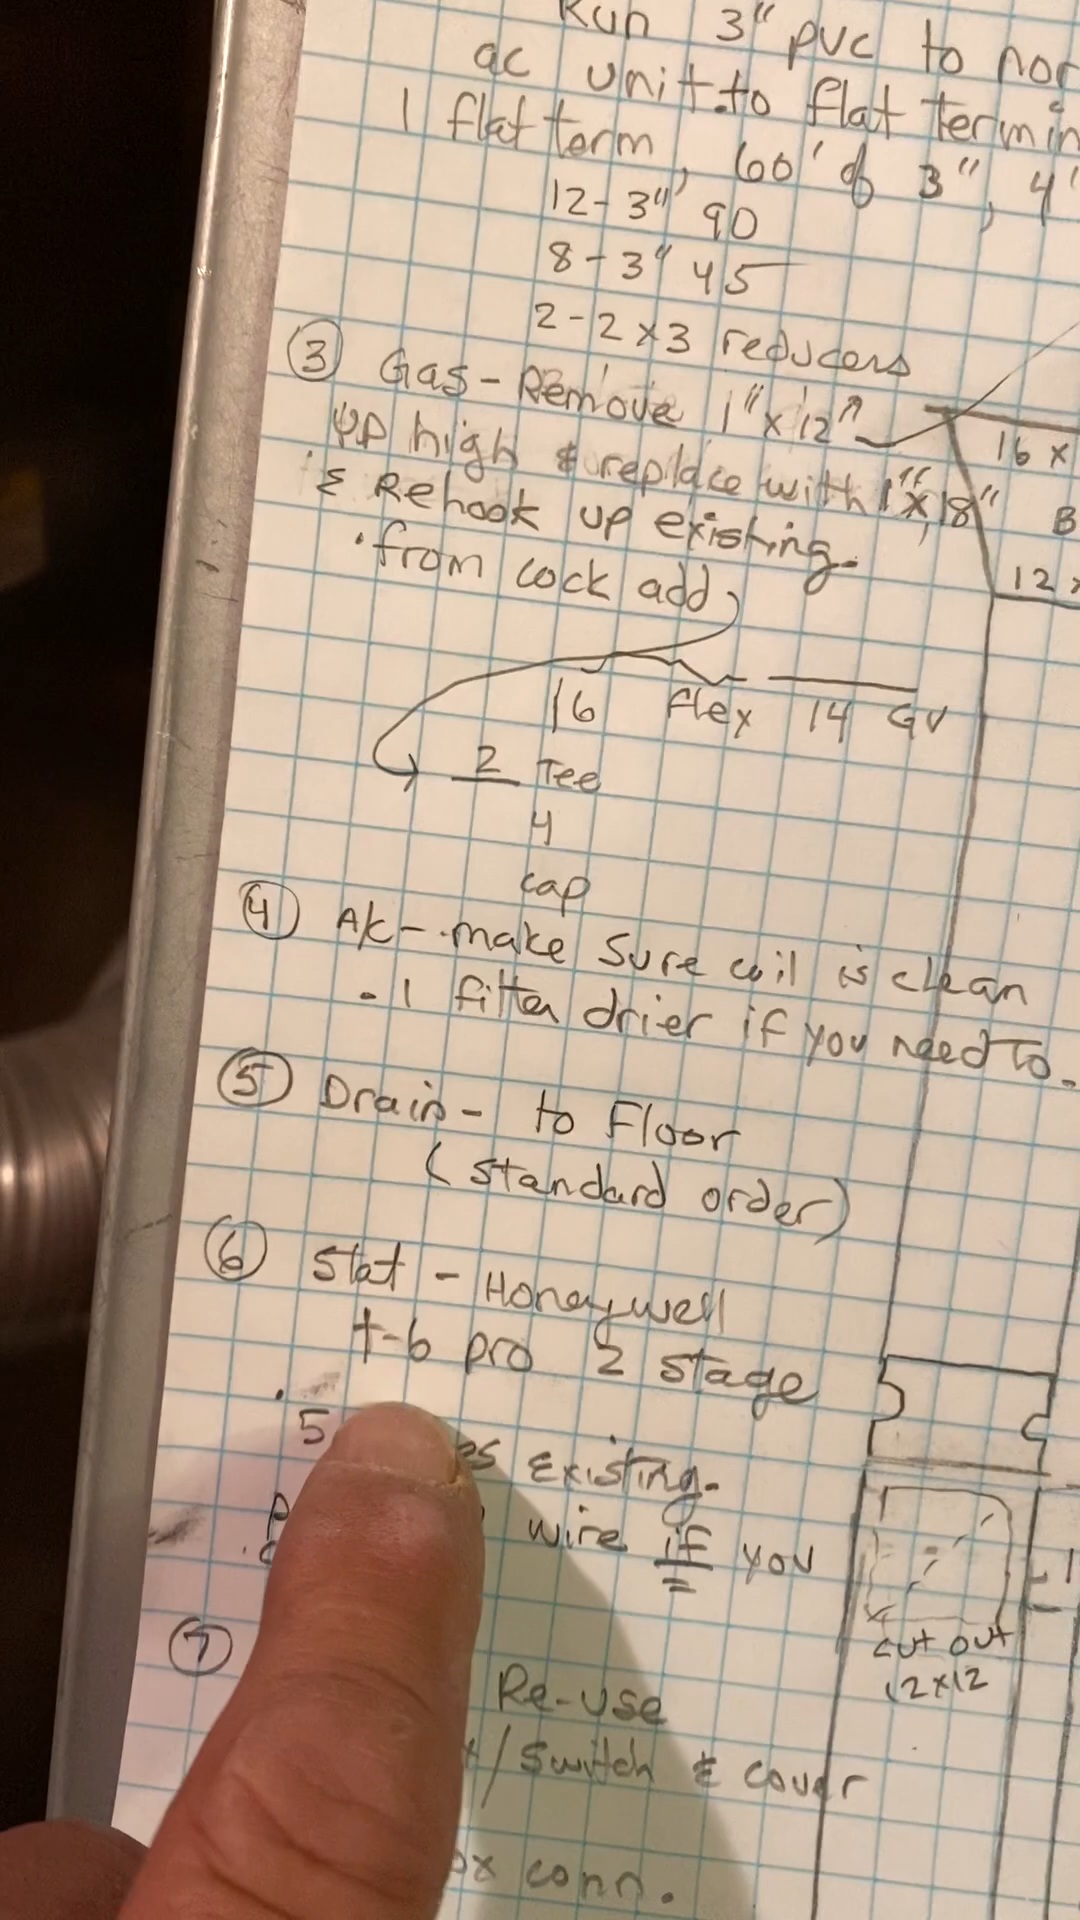 Run 3" pvc to nor
ac unit.to flat termin
1 flat term, 60' of 3", 4'
12-3" 90
8-3" 45
2-2x3 reducers
③ Gas-Remove 1"x12"
up high & replace with 1"x18"
& Rehook up existing.
.from cock add
16 flex 14 GV
2 Tee
4
cap
④ A/c-.make sure coil is clean
-1 filter drier if you need to.
⑤ Drain- to Floor
(standard order)
⑥ Stat - Honeywell
t-6 pro 2 stage
.5 Existing.
wire if you
⑦
Re-use
/switch & cover
ox conn.
16 x
B
12 x
cut out
12x12
1